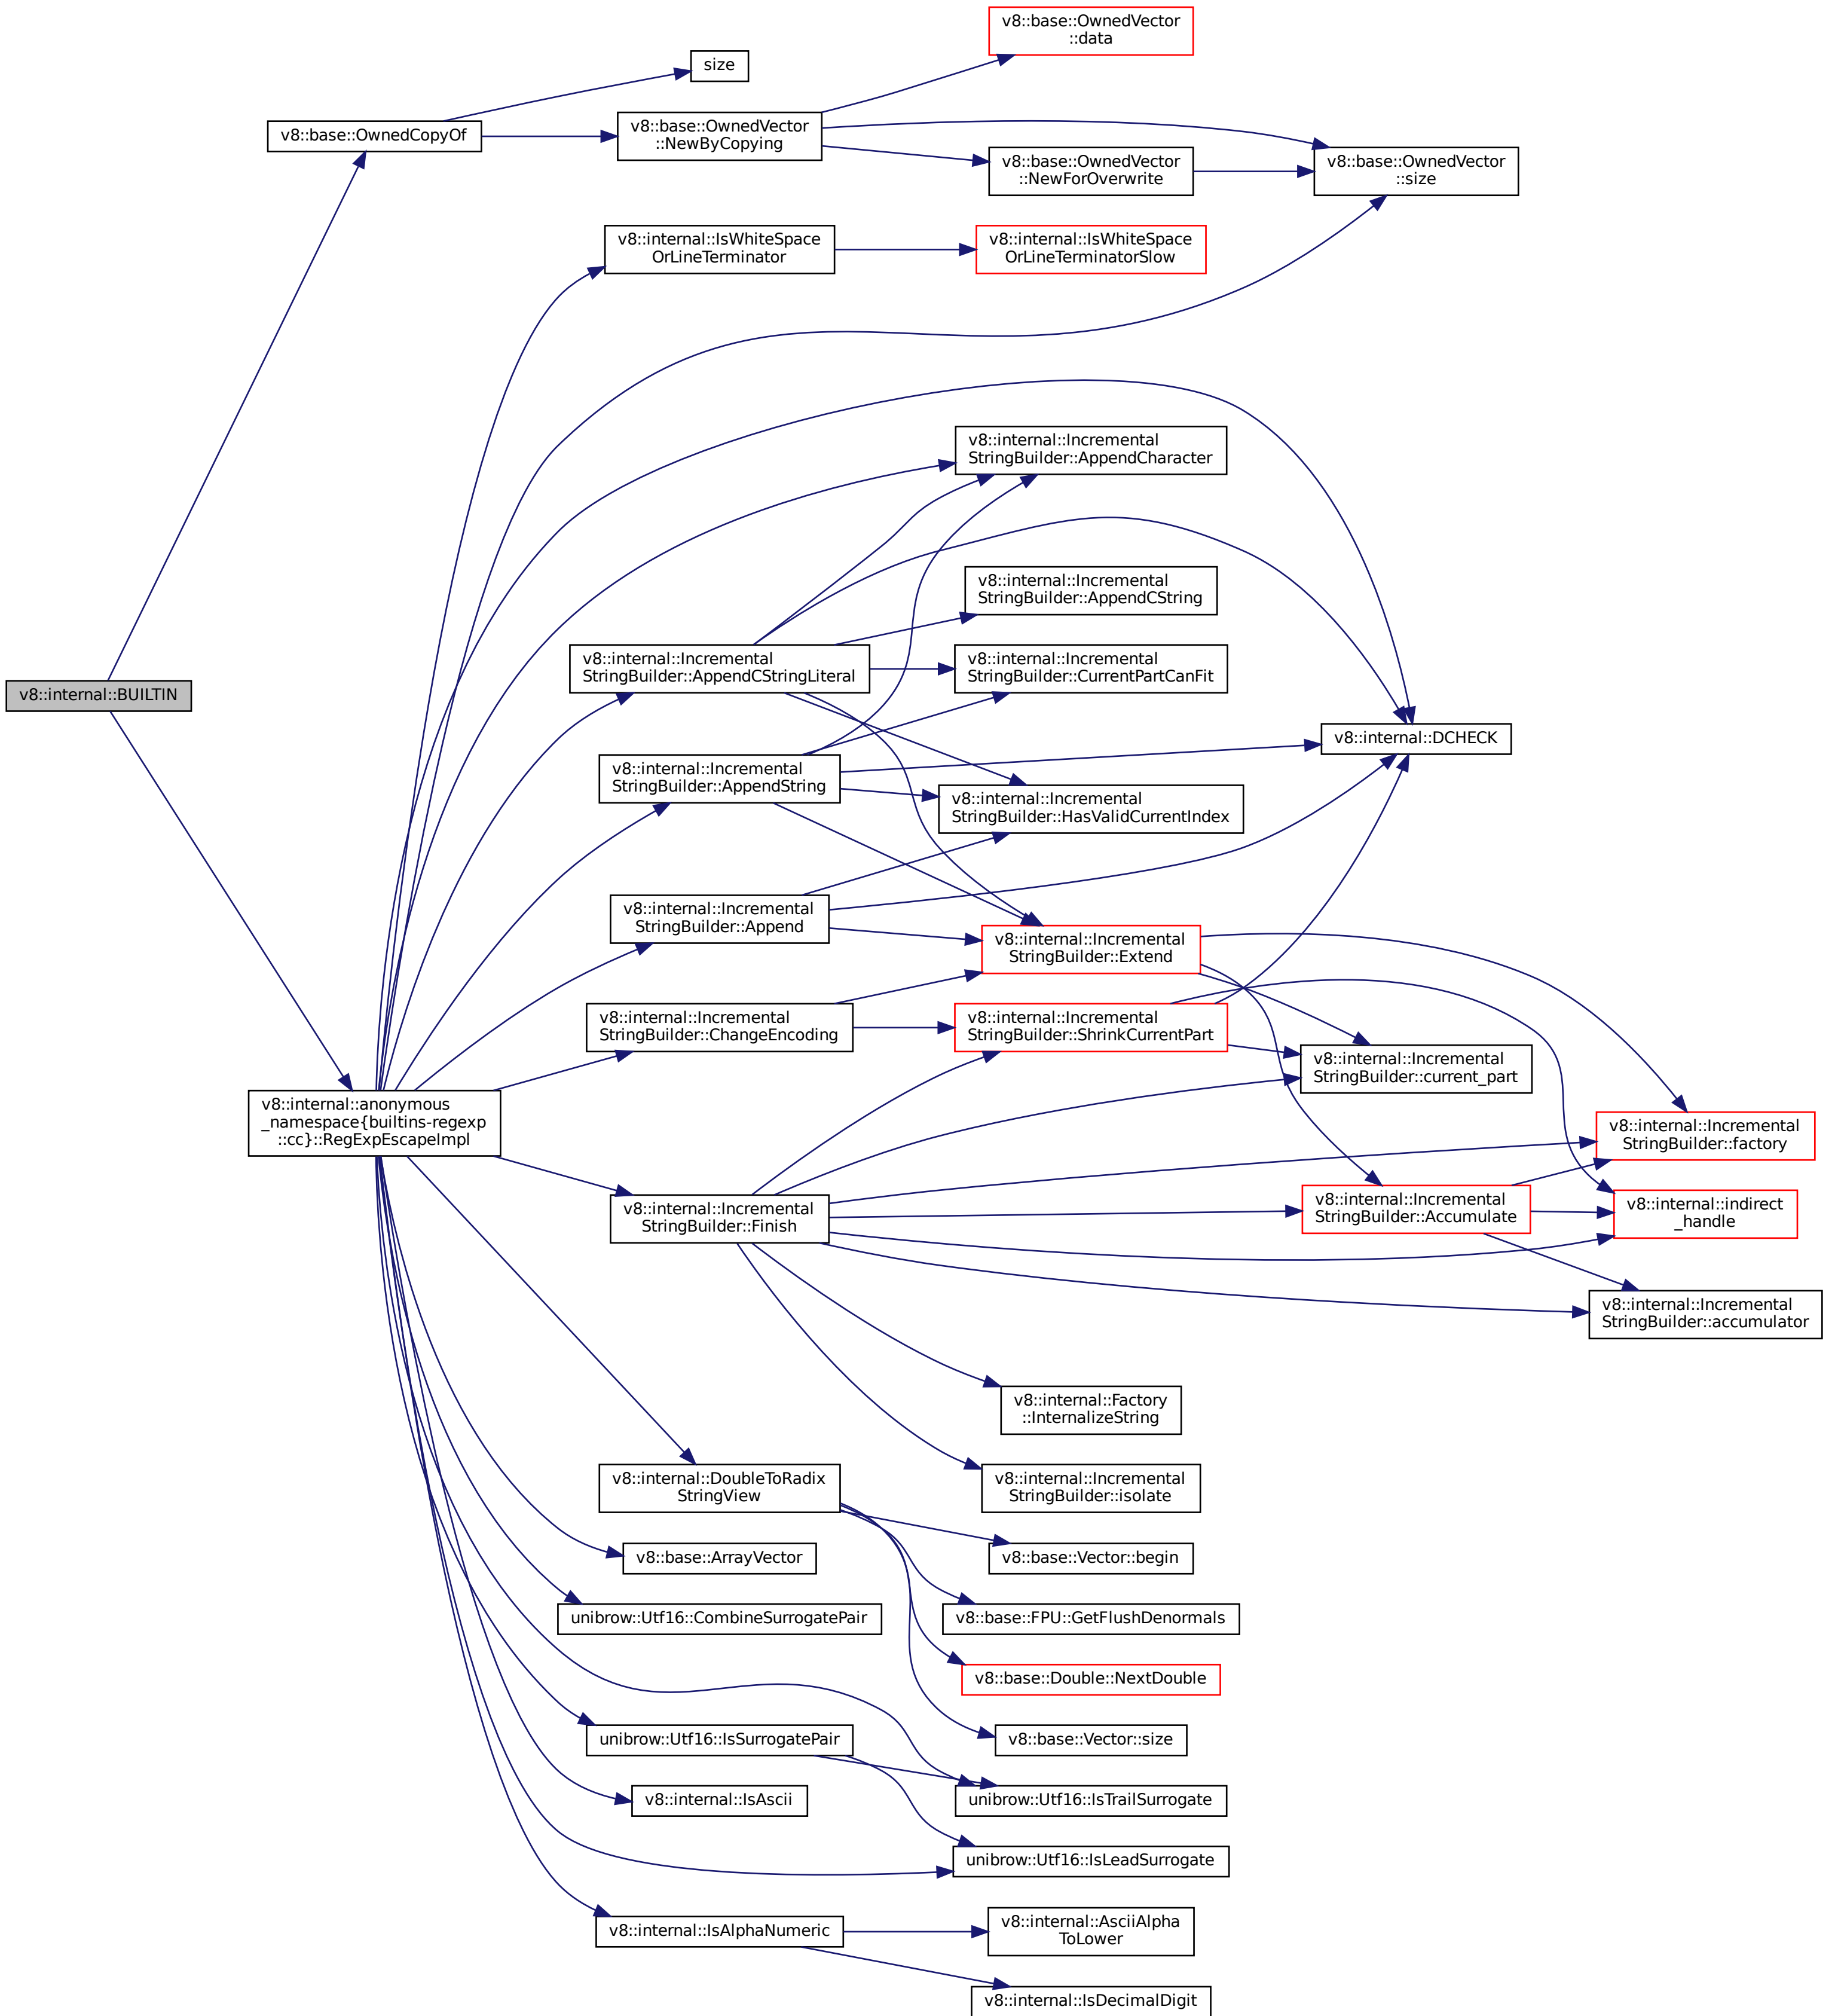 v8::internal::BUILTIN
v8::base::OwnedCopyOf
size
v8::base::OwnedVector
::NewByCopying
v8::base::OwnedVector
::data
v8::base::OwnedVector
::NewForOverwrite
v8::base::OwnedVector
::size
v8::internal::IsWhiteSpace
OrLineTerminator
v8::internal::IsWhiteSpace
OrLineTerminatorSlow
v8::internal::Incremental
StringBuilder::AppendCharacter
v8::internal::Incremental
StringBuilder::AppendCString
v8::internal::Incremental
StringBuilder::AppendCStringLiteral
v8::internal::Incremental
StringBuilder::CurrentPartCanFit
v8::internal::DCHECK
v8::internal::Incremental
StringBuilder::AppendString
v8::internal::Incremental
StringBuilder::HasValidCurrentIndex
v8::internal::Incremental
StringBuilder::Append
v8::internal::Incremental
StringBuilder::Extend
v8::internal::Incremental
StringBuilder::ChangeEncoding
v8::internal::Incremental
StringBuilder::ShrinkCurrentPart
v8::internal::Incremental
StringBuilder::current_part
v8::internal::anonymous
_namespace{builtins-regexp
::cc}::RegExpEscapeImpl
v8::internal::Incremental
StringBuilder::factory
v8::internal::Incremental
StringBuilder::Finish
v8::internal::Incremental
StringBuilder::Accumulate
v8::internal::indirect
_handle
v8::internal::Incremental
StringBuilder::accumulator
v8::internal::Factory
::InternalizeString
v8::internal::Incremental
StringBuilder::isolate
v8::internal::DoubleToRadix
StringView
v8::base::Vector::begin
v8::base::ArrayVector
v8::base::FPU::GetFlushDenormals
unibrow::Utf16::CombineSurrogatePair
v8::base::Double::NextDouble
v8::base::Vector::size
unibrow::Utf16::IsSurrogatePair
unibrow::Utf16::IsTrailSurrogate
v8::internal::IsAscii
unibrow::Utf16::IsLeadSurrogate
v8::internal::IsAlphaNumeric
v8::internal::AsciiAlpha
ToLower
v8::internal::IsDecimalDigit